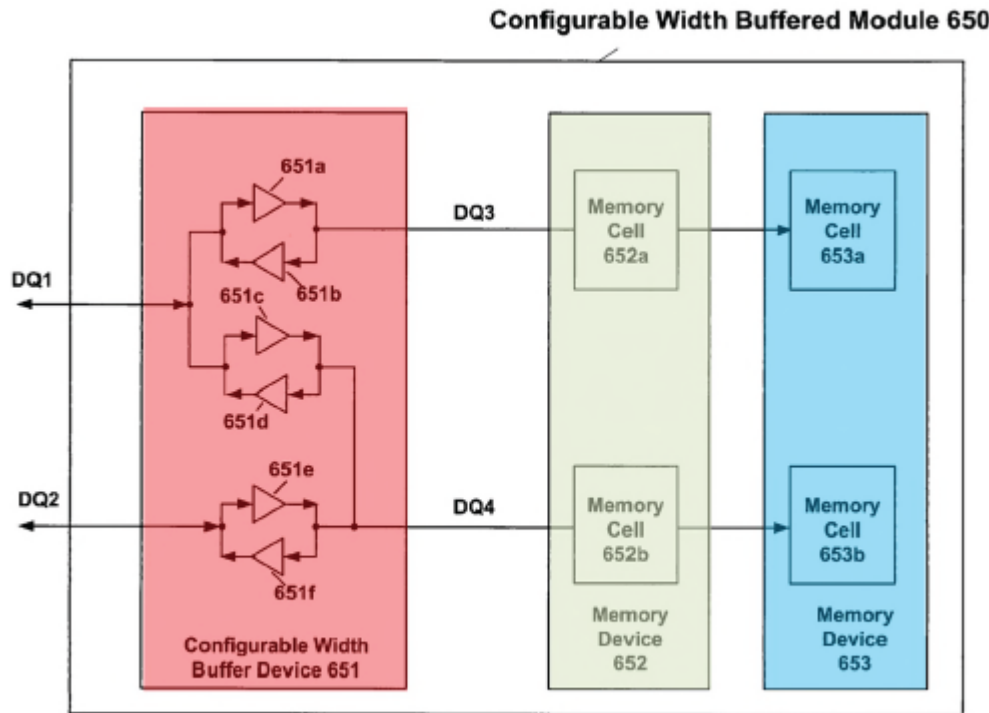 Configurable Width Buffered Module 650
651a
DQ3
Memory
Cell
652a
Memory
Cell
653a
DQ1
651c
651b
651d
651e
DQ2
DQ4
Memory
Cell
652b
Memory
Cell
653b
651f
Configurable Width
Buffer Device 651
Memory
Device
652
Memory
Device
653